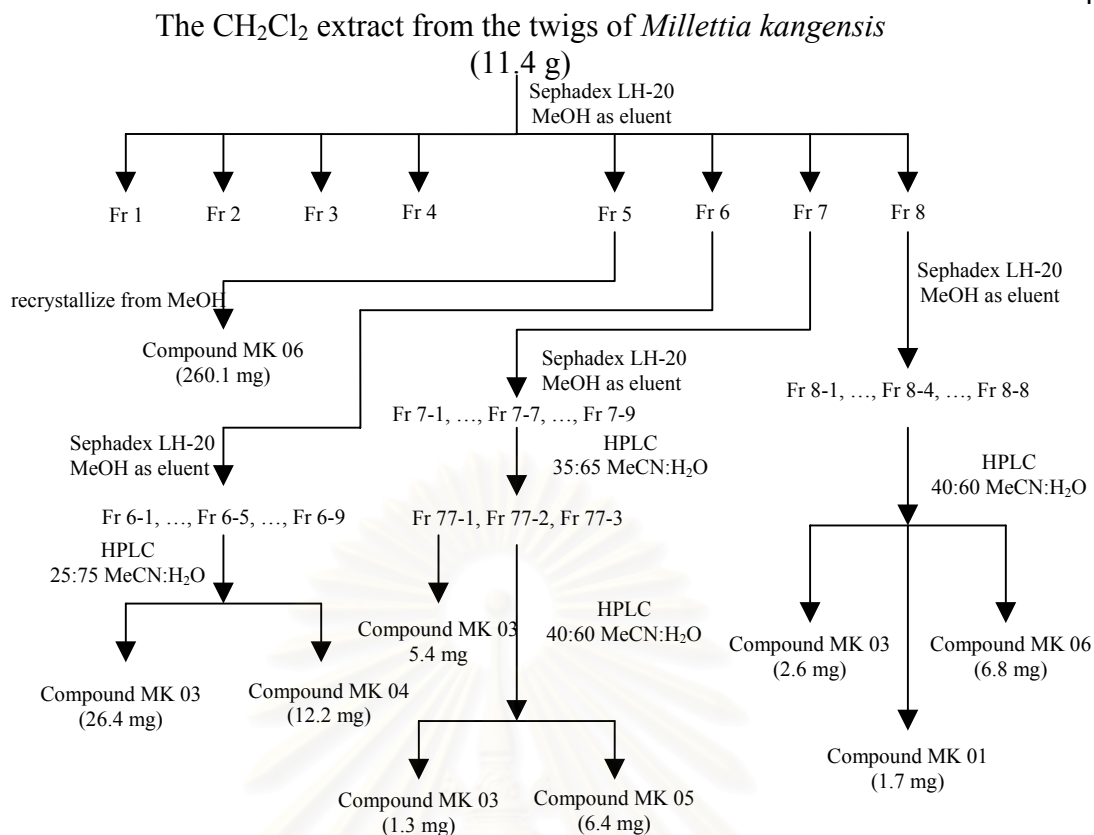 The CH₂Cl₂ extract from the twigs of Millettia kangensis
(11.4 g)
Sephadex LH-20
MeOH as eluent
Fr 1
Fr 2
Fr 3
Fr 4
Fr 5
Fr 6
Fr 7
Fr 8
recrystallize from MeOH
Compound MK 06
(260.1 mg)
Sephadex LH-20
MeOH as eluent
Fr 6-1, …, Fr 6-5, …, Fr 6-9
HPLC
25:75 MeCN:H₂O
Compound MK 03
(26.4 mg)
Compound MK 04
(12.2 mg)
Sephadex LH-20
MeOH as eluent
Fr 7-1, …, Fr 7-7, …, Fr 7-9
HPLC
35:65 MeCN:H₂O
Fr 77-1, Fr 77-2, Fr 77-3
Compound MK 03
5.4 mg
HPLC
40:60 MeCN:H₂O
Compound MK 03
(1.3 mg)
Compound MK 05
(6.4 mg)
Sephadex LH-20
MeOH as eluent
Fr 8-1, …, Fr 8-4, …, Fr 8-8
HPLC
40:60 MeCN:H₂O
Compound MK 03
(2.6 mg)
Compound MK 06
(6.8 mg)
Compound MK 01
(1.7 mg)